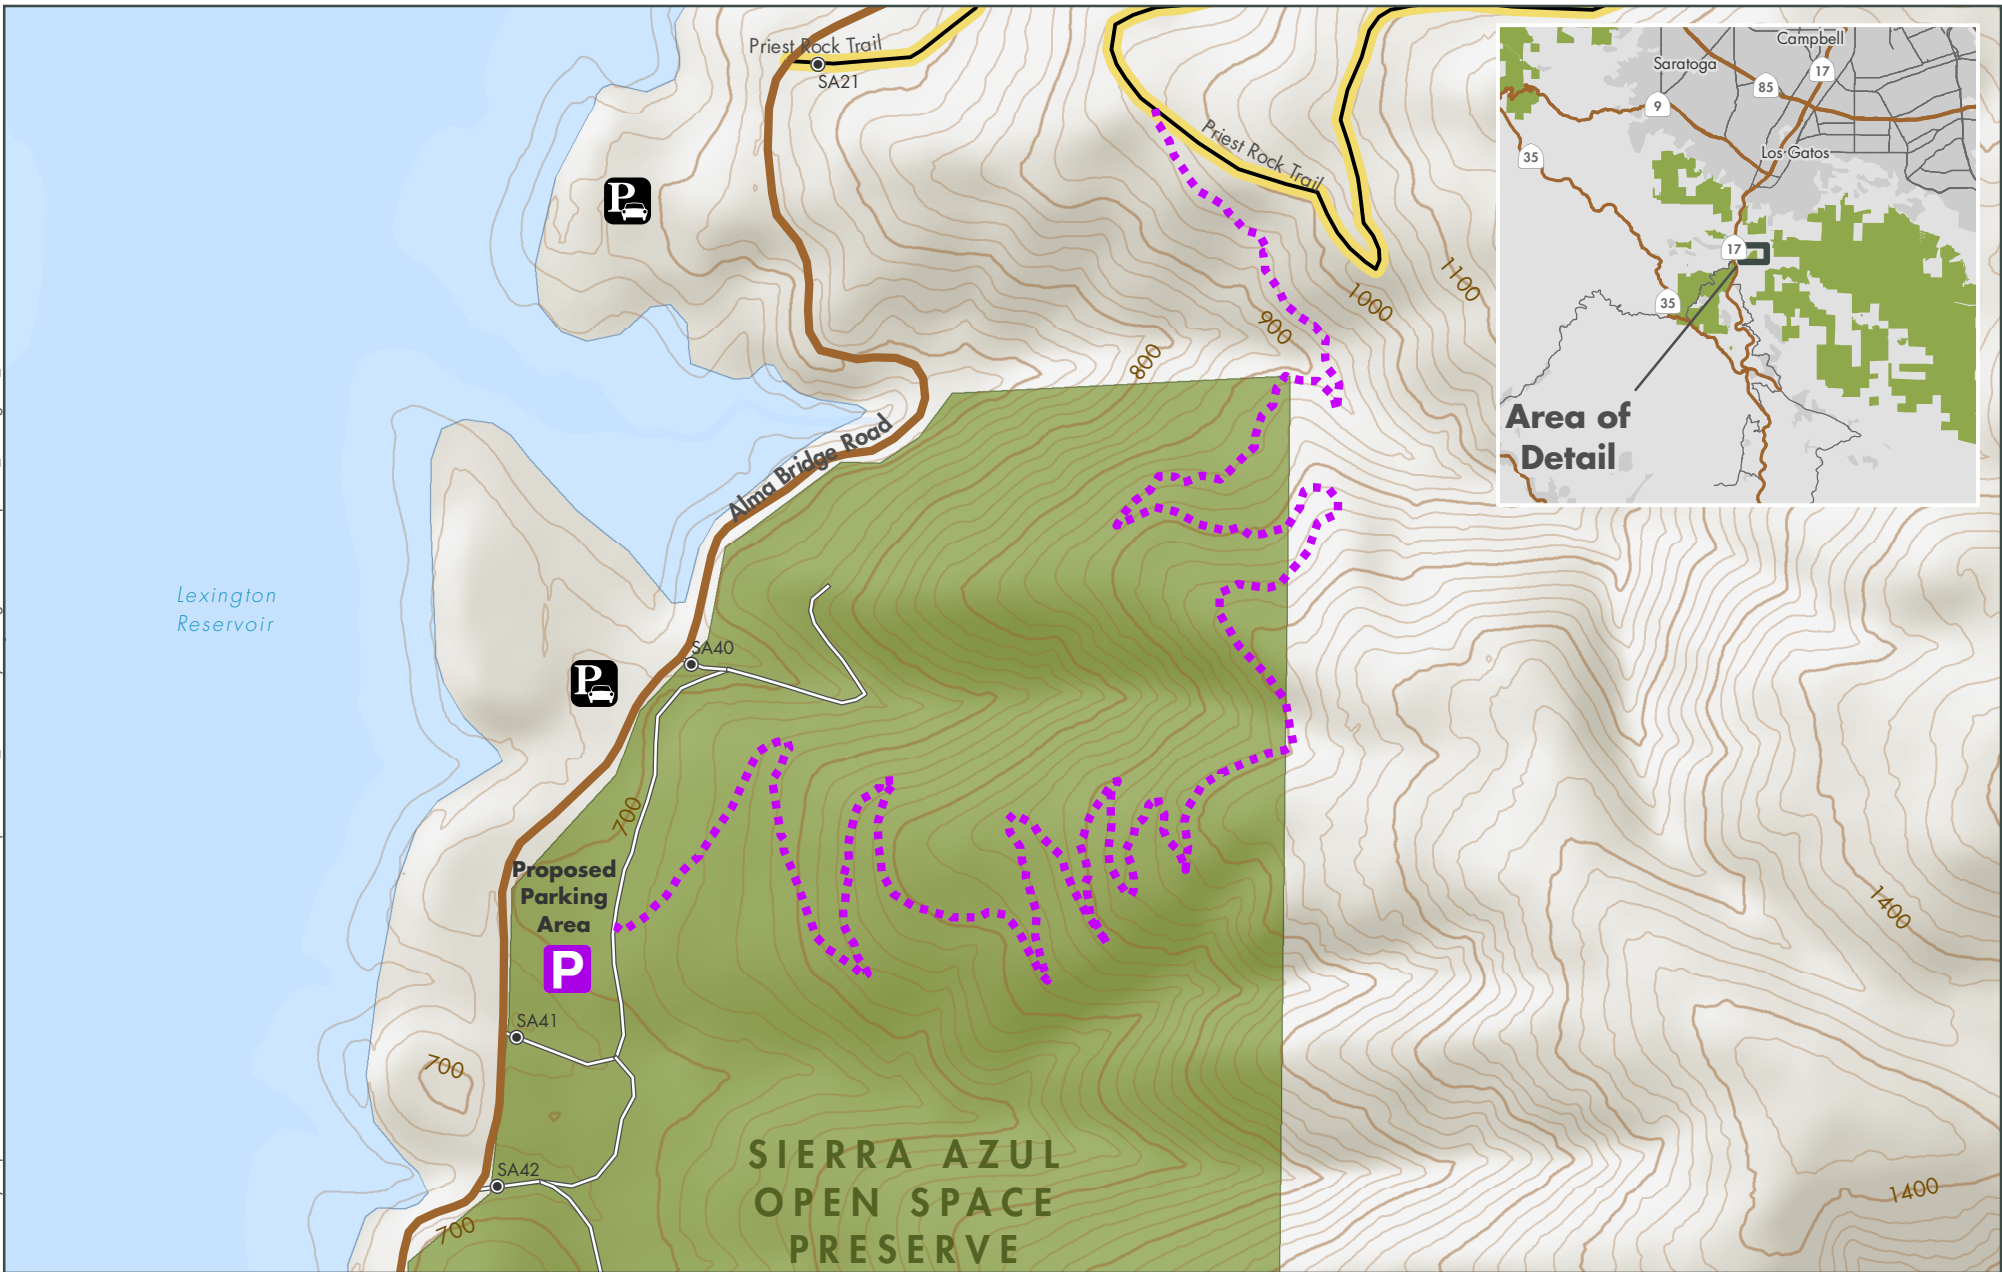 Priest Rock Trail
SA21
Priest Rock Trail
1100
1000
900
800
Alma Bridge Road
Lexington
Reservoir
SA40
700
Proposed
Parking
Area
P
SA41
700
SA42
700
SIERRA AZUL
OPEN SPACE
PRESERVE
1400
1400
P
P
Campbell
Saratoga
17
85
9
35
Los Gatos
17
35
Area of
Detail